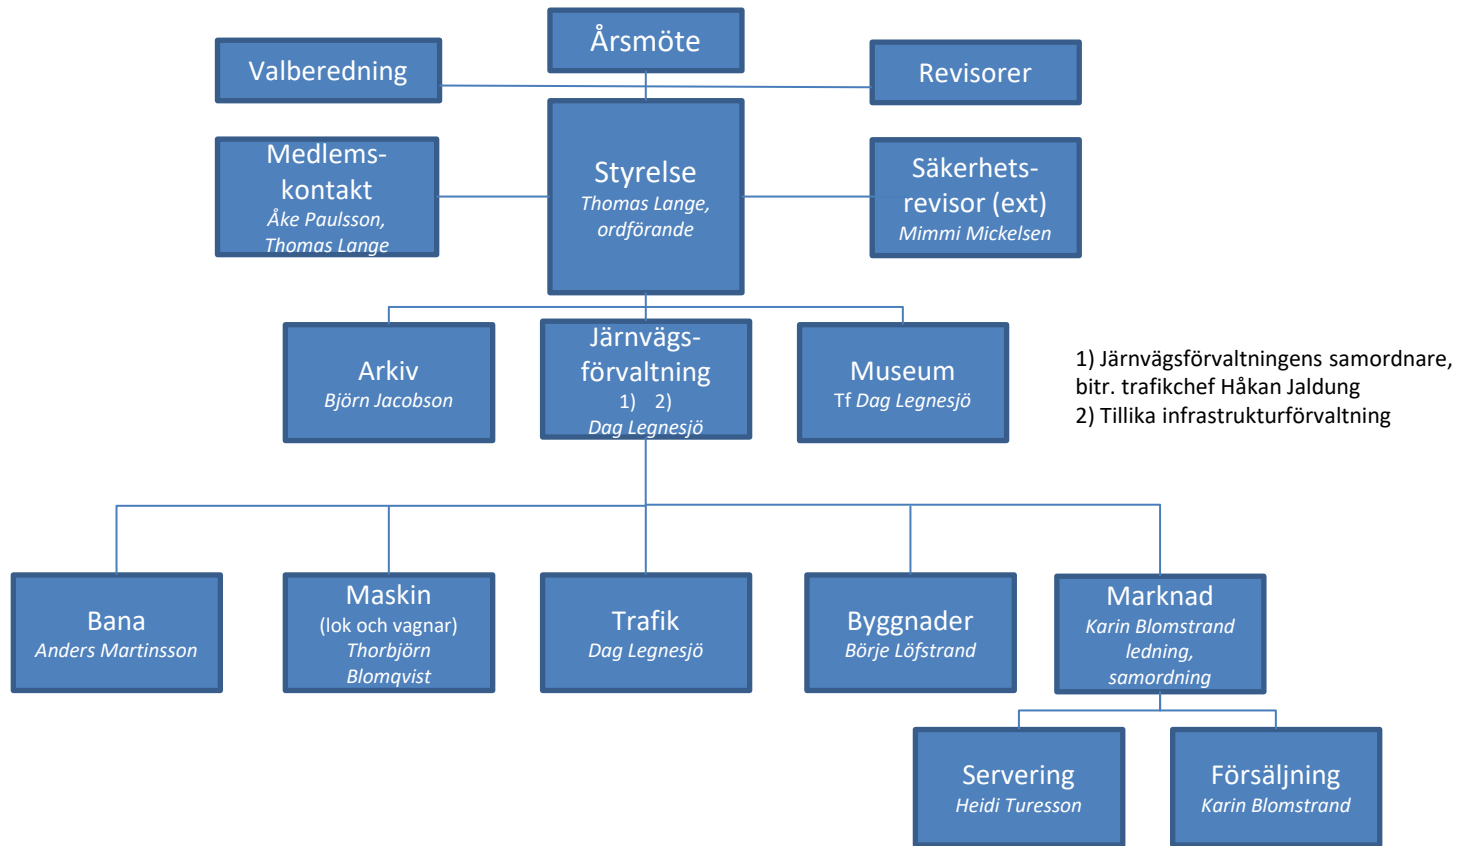 Årsmöte
Valberedning
Revisorer
Medlems-
kontakt
Åke Paulsson,
Thomas Lange
Styrelse
Thomas Lange,
ordförande
Säkerhets-
revisor (ext)
Mimmi Mickelsen
Arkiv
Björn Jacobson
Järnvägs-
förvaltning
1) 2)
Dag Legnesjö
Museum
Tf Dag Legnesjö
1) Järnvägsförvaltningens samordnare,
bitr. trafikchef Håkan Jaldung
2) Tillika infrastrukturförvaltning
Bana
Anders Martinsson
Maskin
(lok och vagnar)
Thorbjörn
Blomqvist
Trafik
Dag Legnesjö
Byggnader
Börje Löfstrand
Marknad
Karin Blomstrand
ledning,
samordning
Servering
Heidi Turesson
Försäljning
Karin Blomstrand